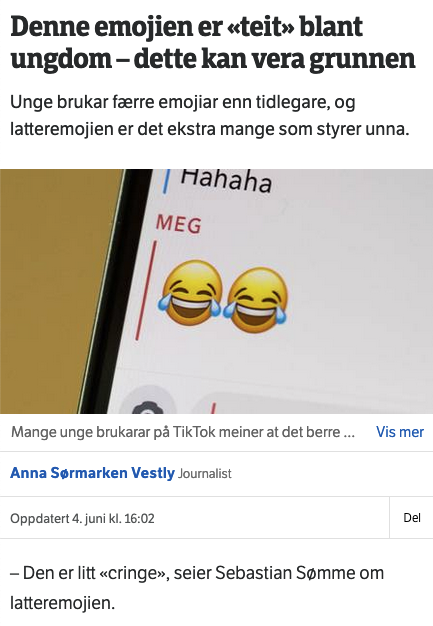 Denne emojien er «teit» blant
ungdom – dette kan vera grunnen
Unge brukar færre emojiar enn tidlegare, og
latteremojien er det ekstra mange som styrer unna.
Hahaha
MEG
😂😂
Mange unge brukarar på TikTok meiner at det berre ... Vis mer
Anna Sørmarken Vestly Journalist
Oppdatert 4. juni kl. 16:02 Del
– Den er litt «cringe», seier Sebastian Sømme om
latteremojien.